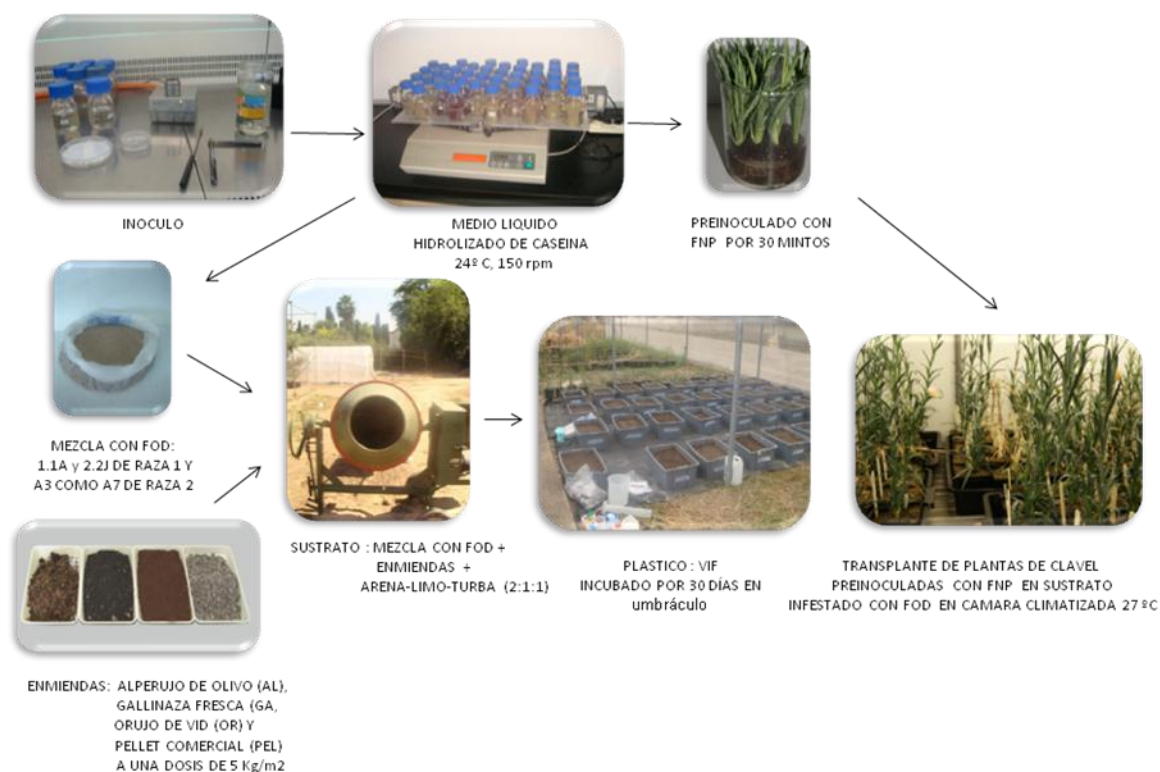 INOCULO
MEDIO LIQUIDO
HIDROLIZADO DE CASEINA
24º C, 150 rpm
PREINOCULADO CON
FNP POR 30 MINTOS
MEZCLA CON FOD:
1.1A y 2.2J DE RAZA 1 Y
A3 COMO A7 DE RAZA 2
SUSTRATO : MEZCLA CON FOD +
ENMIENDAS +
ARENA-LIMO-TURBA (2:1:1)
PLASTICO : VIF
INCUBADO POR 30 DÍAS EN
umbráculo
TRANSPLANTE DE PLANTAS DE CLAVEL
PREINOCULADAS CON FNP EN SUSTRATO
INFESTADO CON FOD EN CAMARA CLIMATIZADA 27 ºC
ENMIENDAS: ALPERUJO DE OLIVO (AL),
GALLINAZA FRESCA (GA,
ORUJO DE VID (OR) Y
PELLET COMERCIAL (PEL)
A UNA DOSIS DE 5 Kg/m2